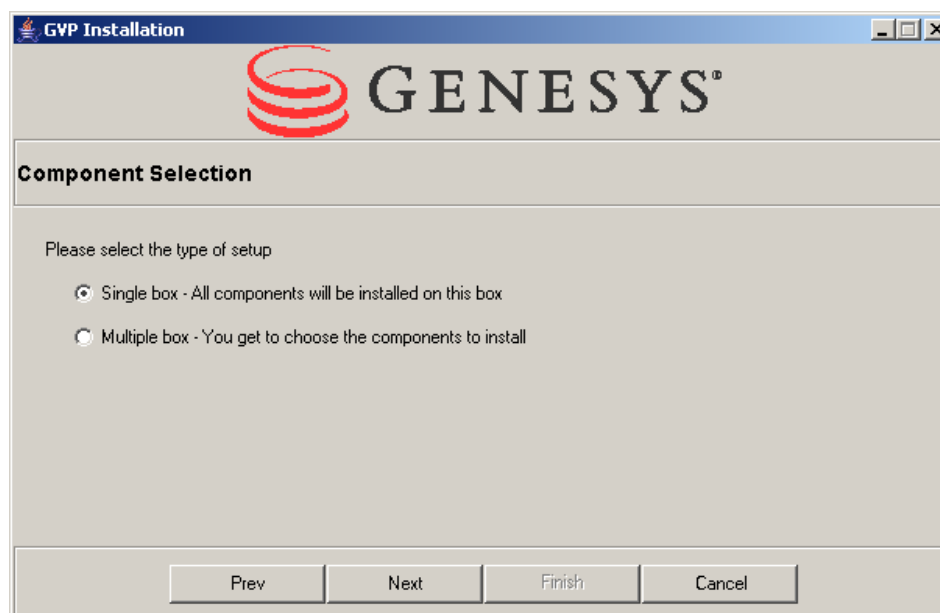 GVP Installation
GENESYS®
Component Selection
Please select the type of setup
Single box - All components will be installed on this box
Multiple box - You get to choose the components to install
Prev Next Finish Cancel